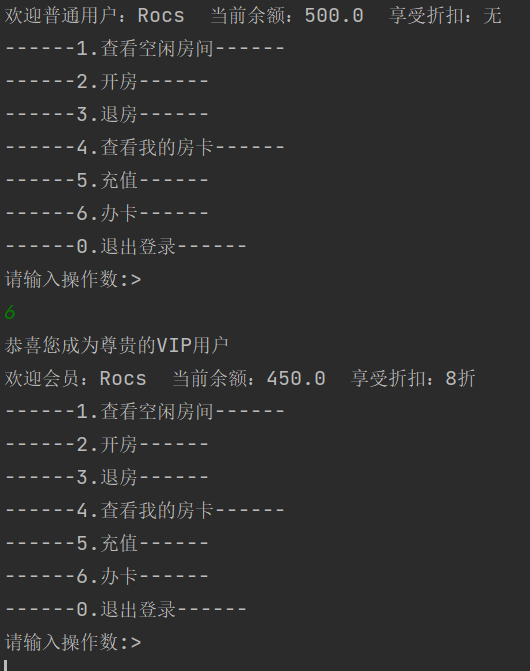 欢迎普通用户：Rocs  当前余额：500.0  享受折扣：无
------1.查看空闲房间------
------2.开房------
------3.退房------
------4.查看我的房卡------
------5.充值------
------6.办卡------
------0.退出登录------
请输入操作数:>
6
恭喜您成为尊贵的VIP用户
欢迎会员：Rocs  当前余额：450.0  享受折扣：8折
------1.查看空闲房间------
------2.开房------
------3.退房------
------4.查看我的房卡------
------5.充值------
------6.办卡------
------0.退出登录------
请输入操作数:>